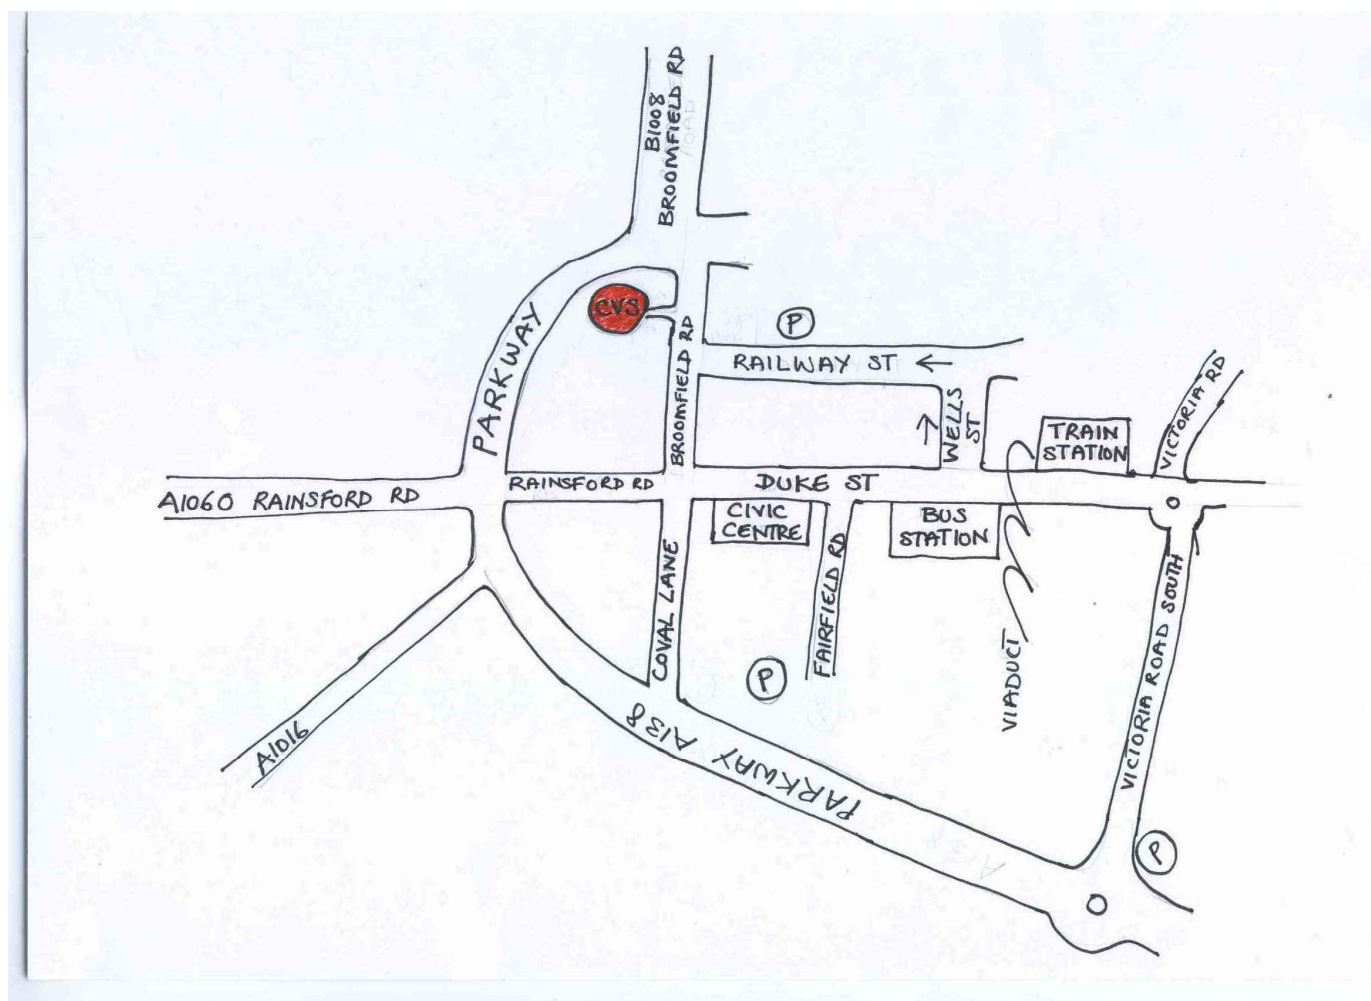 B1008
BROOMFIELD RD
PARKWAY
CVS
P
BROOMFIELD RD
RAILWAY ST ←
WELLS
ST
→
TRAIN
STATION
VICTORIA RD
A1060 RAINSFORD RD
RAINSFORD RD
DUKE ST
CIVIC
CENTRE
BUS
STATION
COVAL LANE
FAIRFIELD RD
P
VIADUCT
VICTORIA ROAD SOUTH
A1016
PARKWAY A138
P